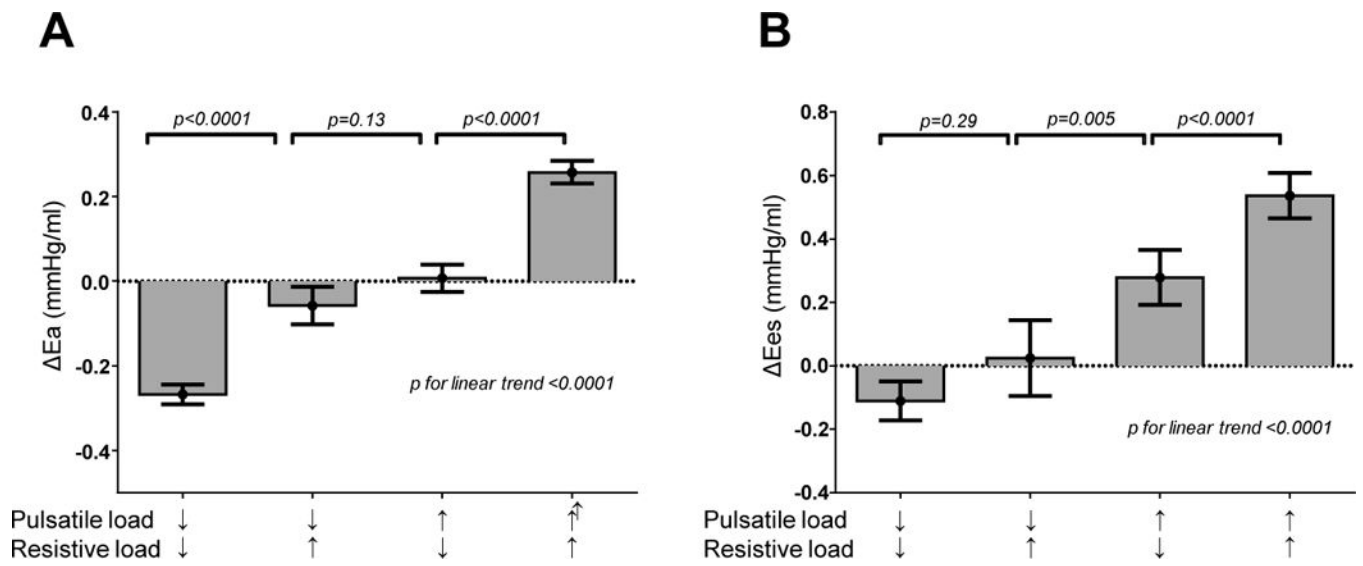 A
p<0.0001 p=0.13 p<0.0001
0.4
0.2
0.0
-0.2
-0.4
ΔEa (mmHg/ml)
p for linear trend <0.0001
Pulsatile load ↓ ↓ ↑ ↑↑
Resistive load ↓ ↑ ↓ ↑
B
p=0.29 p=0.005 p<0.0001
0.8
0.6
0.4
0.2
0.0
-0.2
-0.4
ΔEes (mmHg/ml)
p for linear trend <0.0001
Pulsatile load ↓ ↓ ↑ ↑
Resistive load ↓ ↑ ↓ ↑